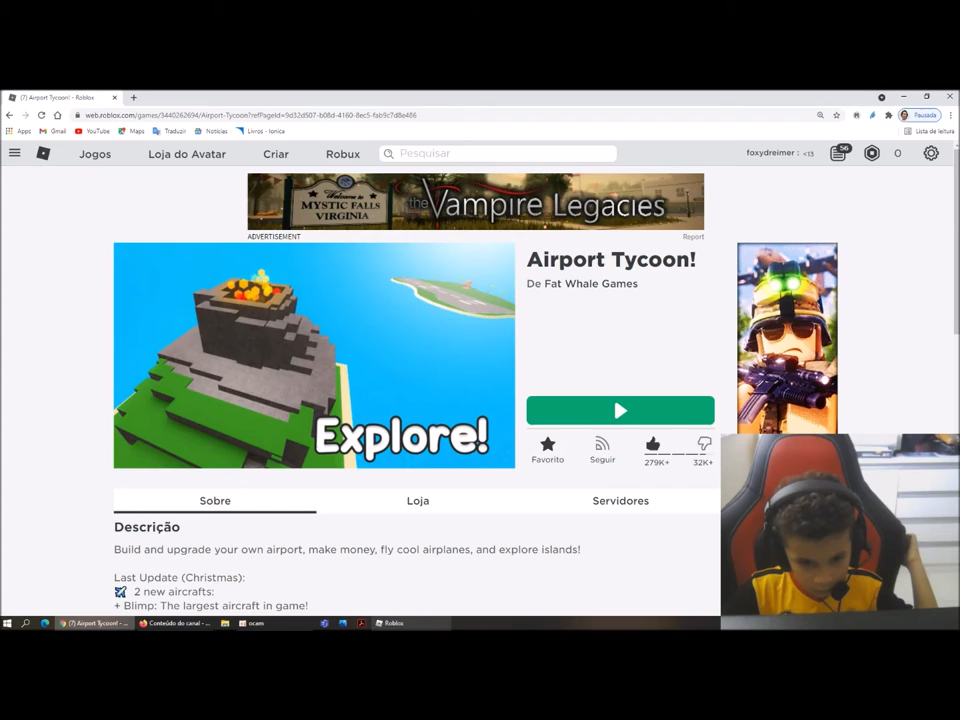 (7) Airport Tycoon! - Roblox
web.roblox.com/games/3440262694/Airport-Tycoon?refPageId=9d32d507-b08d-4160-8ec5-fab9c7d8e486
Pausada
Apps Gmail YouTube Maps Traduzir Notícias Livros - Ionica Lista de leitura
Jogos Loja do Avatar Criar Robux Pesquisar foxydreimer : <13 56 0
Welcome to
MYSTIC FALLS
VIRGINIA
the Vampire Legacies
ADVERTISEMENT Report
Airport Tycoon!
De Fat Whale Games
Explore!
Favorito Seguir 279K+ 32K+
Sobre Loja Servidores
Descrição
Build and upgrade your own airport, make money, fly cool airplanes, and explore islands!
Last Update (Christmas):
2 new aircrafts:
+ Blimp: The largest aircraft in game!
(7) Airport Tycoon! - ... Conteúdo do canal - ... ocam Roblox